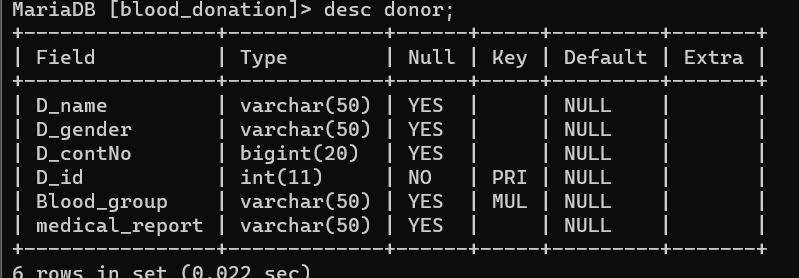 MariaDB [blood_donation]> desc donor;
+----------------+-------------+------+-----+---------+-------+
| Field          | Type        | Null | Key | Default | Extra |
+----------------+-------------+------+-----+---------+-------+
| D_name         | varchar(50) | YES  |     | NULL    |       |
| D_gender       | varchar(50) | YES  |     | NULL    |       |
| D_contNo       | bigint(20)  | YES  |     | NULL    |       |
| D_id           | int(11)     | NO   | PRI | NULL    |       |
| Blood_group    | varchar(50) | YES  | MUL | NULL    |       |
| medical_report | varchar(50) | YES  |     | NULL    |       |
+----------------+-------------+------+-----+---------+-------+
6 rows in set (0.022 sec)